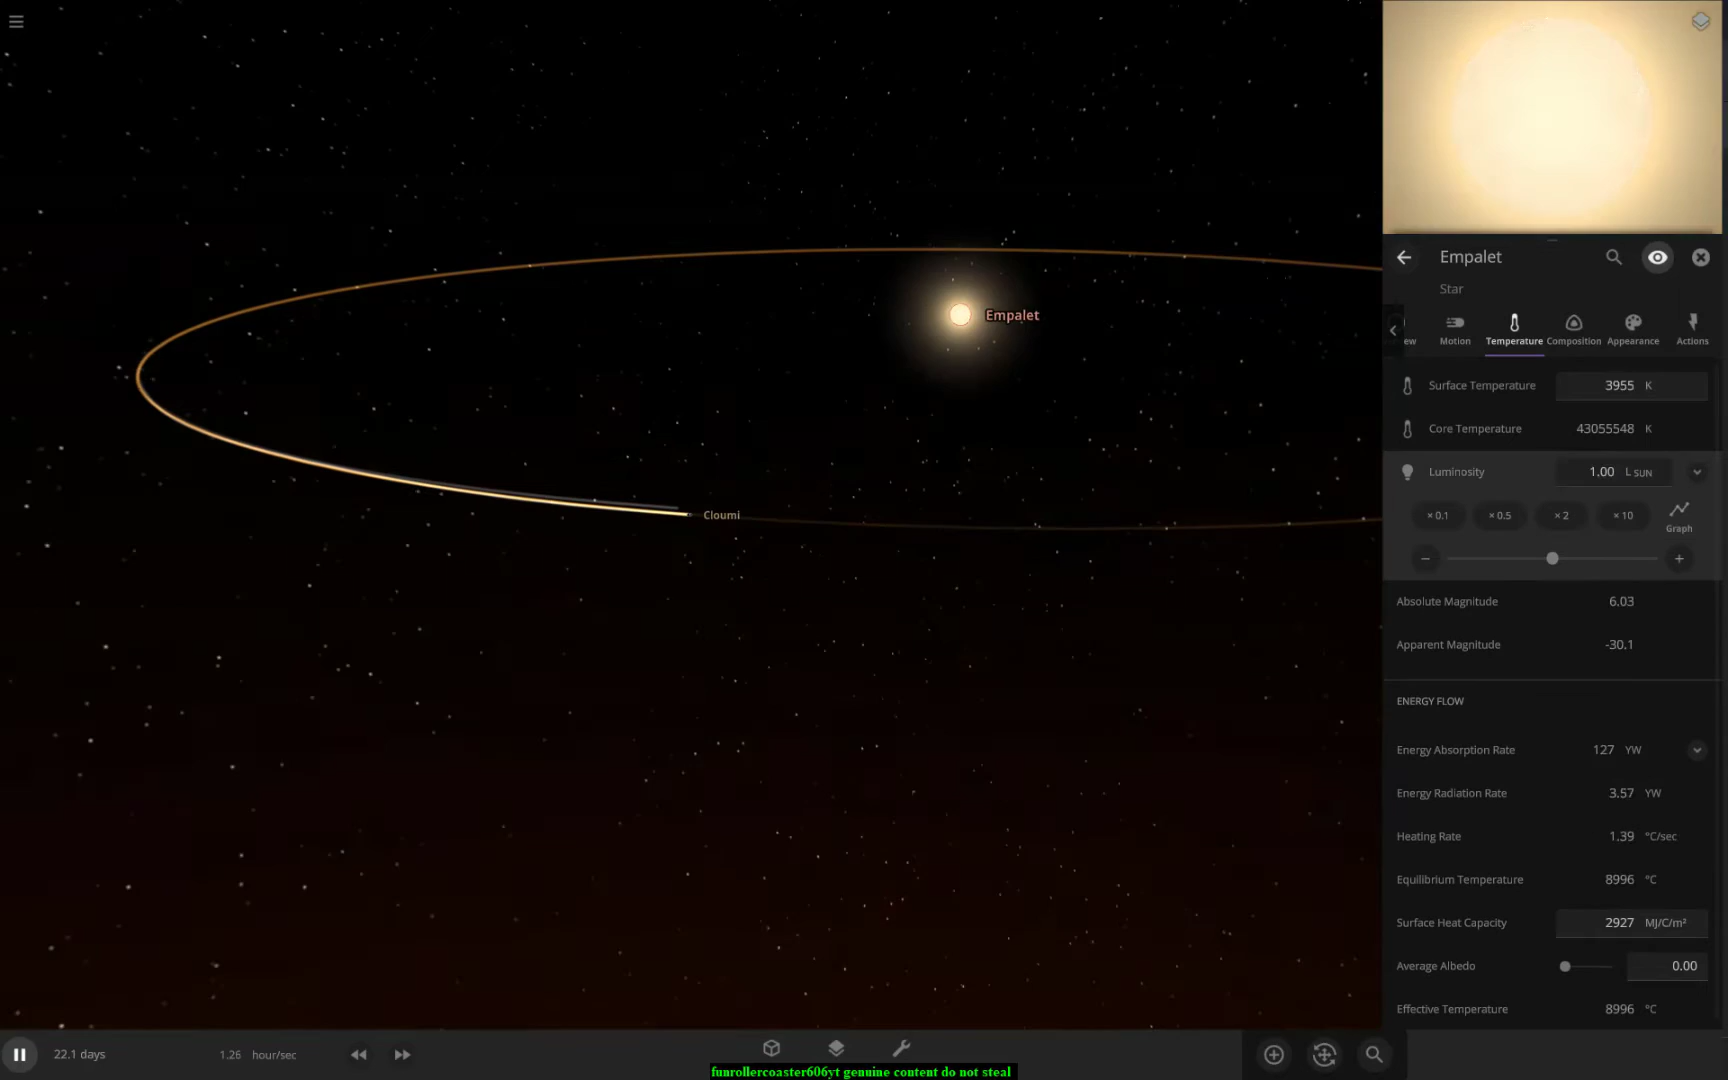 Empalet
Star
ew
Motion
Temperature
Composition
Appearance
Actions
Surface Temperature 3955 K
Core Temperature 43055548 K
Luminosity 1.00 L SUN
× 0.1 × 0.5 × 2 × 10 Graph
− +
Absolute Magnitude 6.03
Apparent Magnitude -30.1
ENERGY FLOW
Energy Absorption Rate 127 YW
Energy Radiation Rate 3.57 YW
Heating Rate 1.39 °C/sec
Equilibrium Temperature 8996 °C
Surface Heat Capacity 2927 MJ/C/m²
Average Albedo 0.00
Effective Temperature 8996 °C
Empalet
Cloumi
22.1 days 1.26 hour/sec
funrollercoaster606yt genuine content do not steal